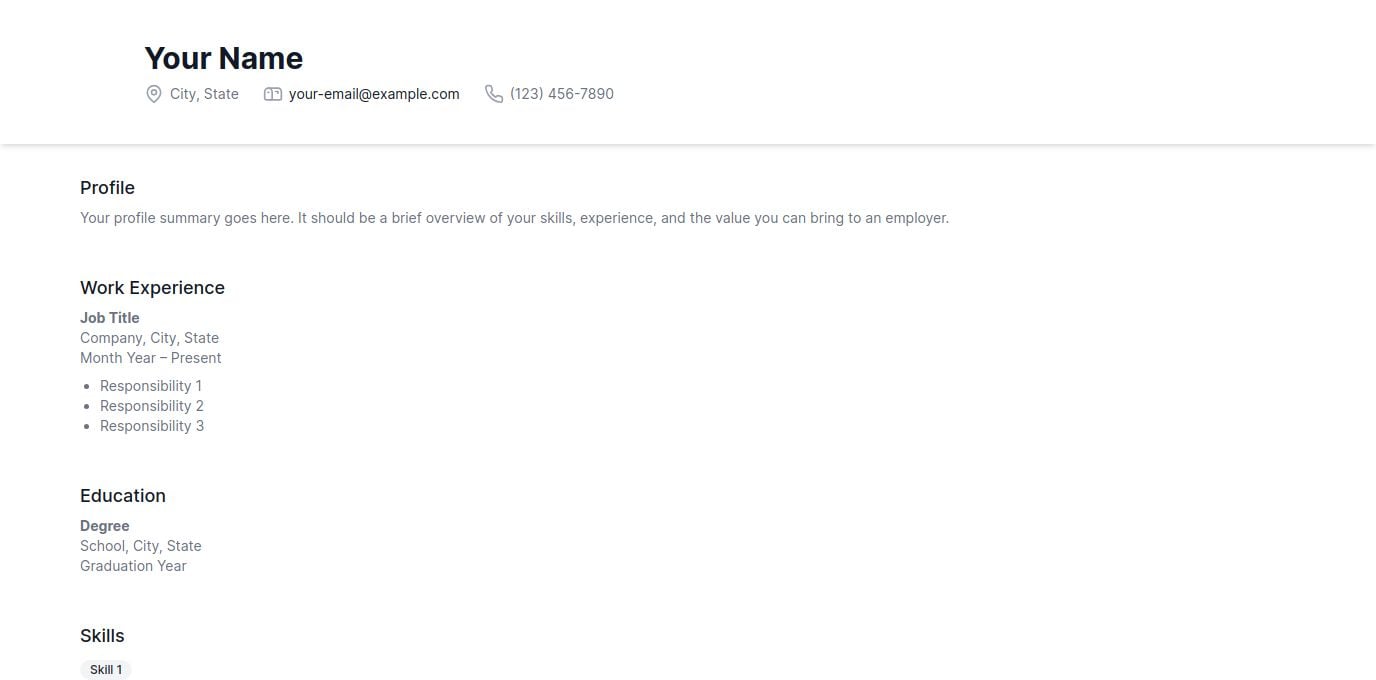 Your Name
City, State your-email@example.com (123) 456-7890
Profile
Your profile summary goes here. It should be a brief overview of your skills, experience, and the value you can bring to an employer.
Work Experience
Job Title
Company, City, State
Month Year – Present
• Responsibility 1
• Responsibility 2
• Responsibility 3
Education
Degree
School, City, State
Graduation Year
Skills
Skill 1